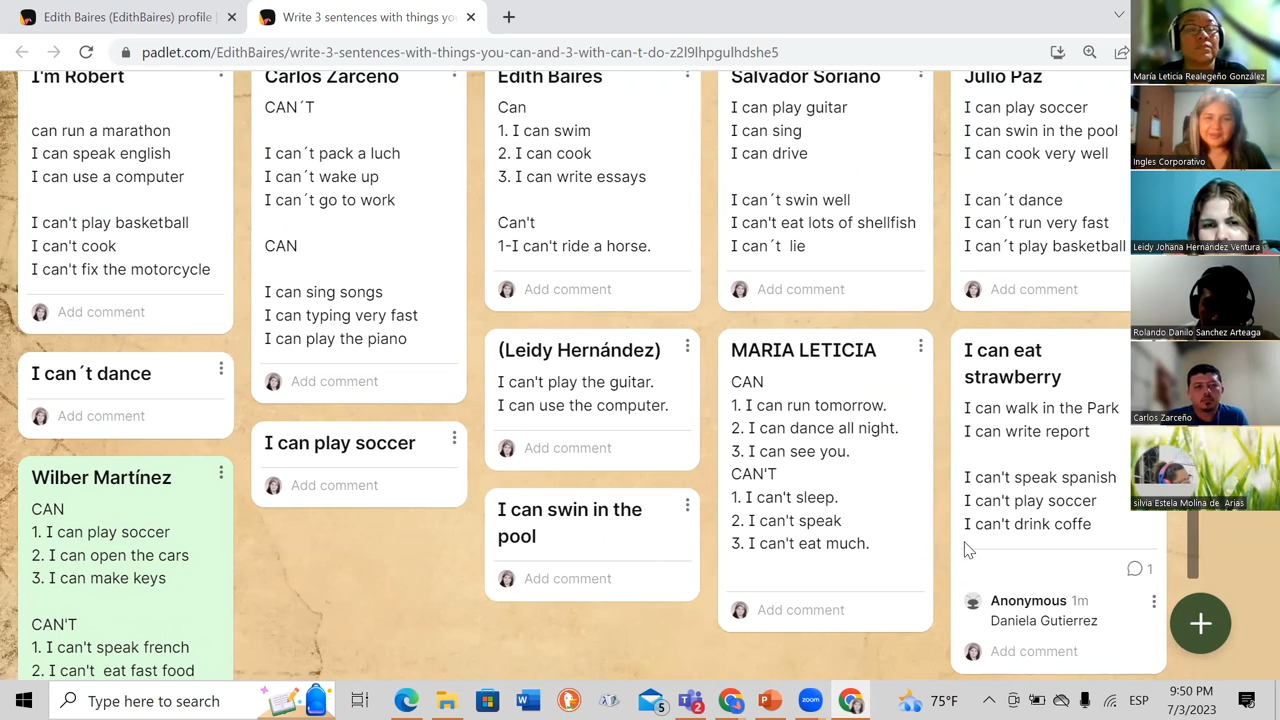 Edith Baires (EdithBaires) profile |
Write 3 sentences with things yo
padlet.com/EdithBaires/write-3-sentences-with-things-you-can-and-3-with-can-t-do-z2l9lhpgulhdshe5
I'm Robert
can run a marathon
I can speak english
I can use a computer
I can't play basketball
I can't cook
I can't fix the motorcycle
Add comment
I can´t dance
Add comment
Wilber Martínez
CAN
1. I can play soccer
2. I can open the cars
3. I can make keys
CAN'T
1. I can't speak french
2. I can't eat fast food
Carlos Zarceño
CAN´T
I can´t pack a luch
I can´t wake up
I can´t go to work
CAN
I can sing songs
I can typing very fast
I can play the piano
Add comment
I can play soccer
Add comment
Edith Baires
Can
1. I can swim
2. I can cook
3. I can write essays
Can't
1-I can't ride a horse.
Add comment
(Leidy Hernández)
I can't play the guitar.
I can use the computer.
Add comment
I can swin in the
pool
Add comment
Salvador Soriano
I can play guitar
I can sing
I can drive
I can´t swin well
I can't eat lots of shellfish
I can´t lie
Add comment
MARIA LETICIA
CAN
1. I can run tomorrow.
2. I can dance all night.
3. I can see you.
CAN'T
1. I can't sleep.
2. I can't speak
3. I can't eat much.
Add comment
Julio Paz
I can play soccer
I can swin in the pool
I can cook very well
I can´t dance
I can´t run very fast
I can´t play basketball
Add comment
I can eat
strawberry
I can walk in the Park
I can write report
I can't speak spanish
I can't play soccer
I can't drink coffe
1
Anonymous 1m
Daniela Gutierrez
Add comment
María Leticia Realegeño González
Ingles Corporativo
Leidy Johana Hernández Ventura
Rolando Danilo Sanchez Arteaga
Carlos Zarceño
silvia Estela Molina de Arias
Type here to search
5
2
zoom
75°F
ESP
9:50 PM
7/3/2023